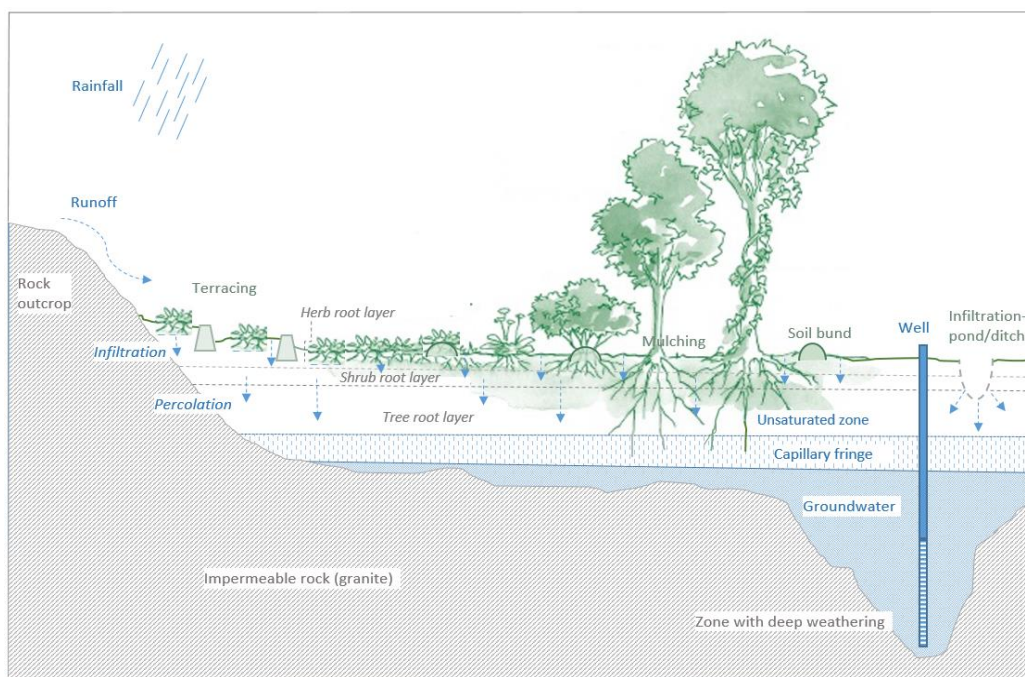 Rainfall
Runoff
Rock
outcrop
Terracing
Herb root layer
Mulching
Soil bund
Well
Infiltration-
pond/ditch
Infiltration
Shrub root layer
Percolation
Tree root layer
Unsaturated zone
Capillary fringe
Groundwater
Impermeable rock (granite)
Zone with deep weathering